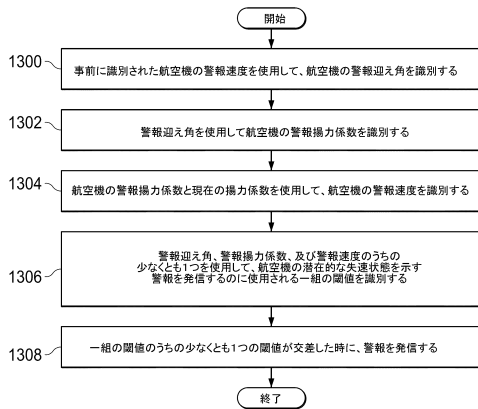 開始
1300
事前に識別された航空機の警報速度を使用して、航空機の警報迎え角を識別する
1302
警報迎え角を使用して航空機の警報揚力係数を識別する
1304
航空機の警報揚力係数と現在の揚力係数を使用して、航空機の警報速度を識別する
1306
警報迎え角、警報揚力係数、及び警報速度のうちの
少なくとも1つを使用して、航空機の潜在的な失速状態を示す
警報を発信するのに使用される一組の閾値を識別する
1308
一組の閾値のうちの少なくとも1つの閾値が交差した時に、警報を発信する
終了